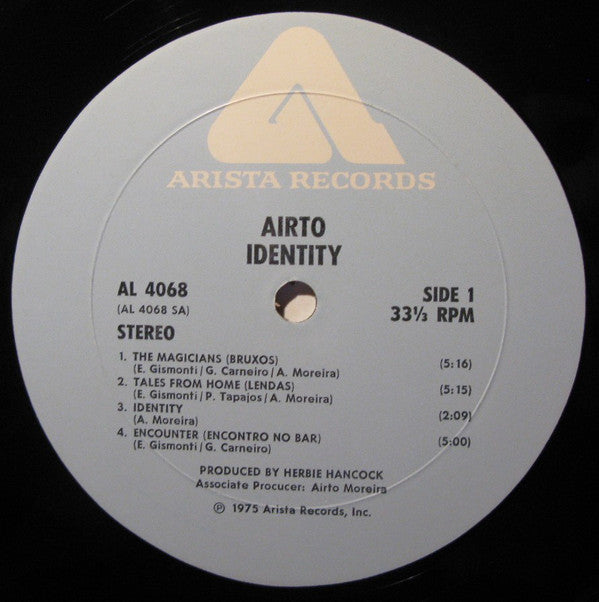 ARISTA RECORDS
AIRTO
IDENTITY
AL 4068
(AL 4068 SA)
STEREO
SIDE 1
33⅓ RPM
1. THE MAGICIANS (BRUXOS) (5:16)
(E. Gismonti/G. Carneiro/A. Moreira)
2. TALES FROM HOME (LENDAS) (5:15)
(E. Gismonti/P. Tapajos/A. Moreira)
3. IDENTITY (2:09)
(A. Moreira)
4. ENCOUNTER (ENCONTRO NO BAR) (5:00)
(E. Gismonti/G. Carneiro)
PRODUCED BY HERBIE HANCOCK
Associate Procucer: Airto Moreira
℗ 1975 Arista Records, Inc.